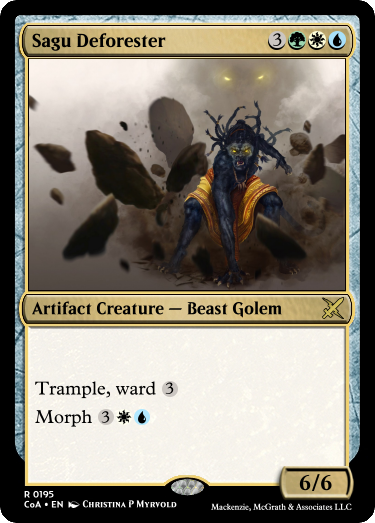 Sagu Deforester 3
Artifact Creature — Beast Golem
Trample, ward 3
Morph 3
6/6
R 0195
CoA • EN Christina P Myrvold
Mackenzie, McGrath & Associates LLC